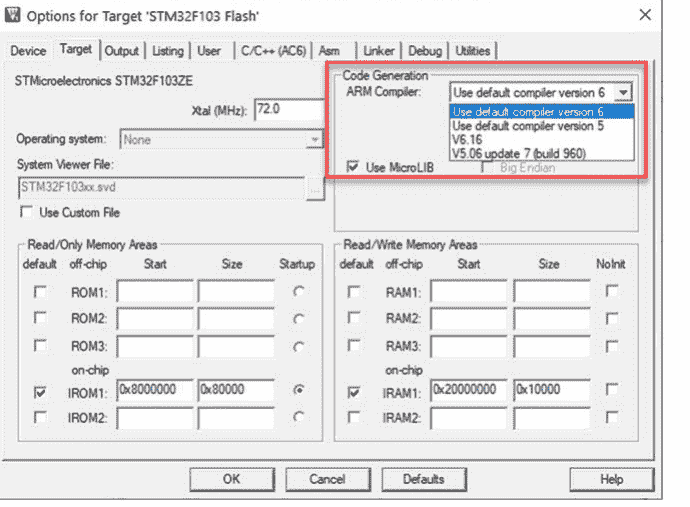 Options for Target 'STM32F103 Flash'
Device Target Output Listing User C/C++ (AC6) Asm Linker Debug Utilities
STMicroelectronics STM32F103ZE
Xtal (MHz): 72.0
Operating system: None
System Viewer File:
STM32F103xx.svd ...
Use Custom File
Code Generation
ARM Compiler: Use default compiler version 6
Use default compiler version 6
Use default compiler version 5
V6.16
V5.06 update 7 (build 960)
Use MicroLIB Big Endian
Read/Only Memory Areas
default off-chip Start Size Startup
ROM1:
ROM2:
ROM3:
on-chip
IROM1: 0x8000000 0x80000
IROM2:
Read/Write Memory Areas
default off-chip Start Size NoInit
RAM1:
RAM2:
RAM3:
on-chip
IRAM1: 0x20000000 0x10000
IRAM2:
OK Cancel Defaults Help